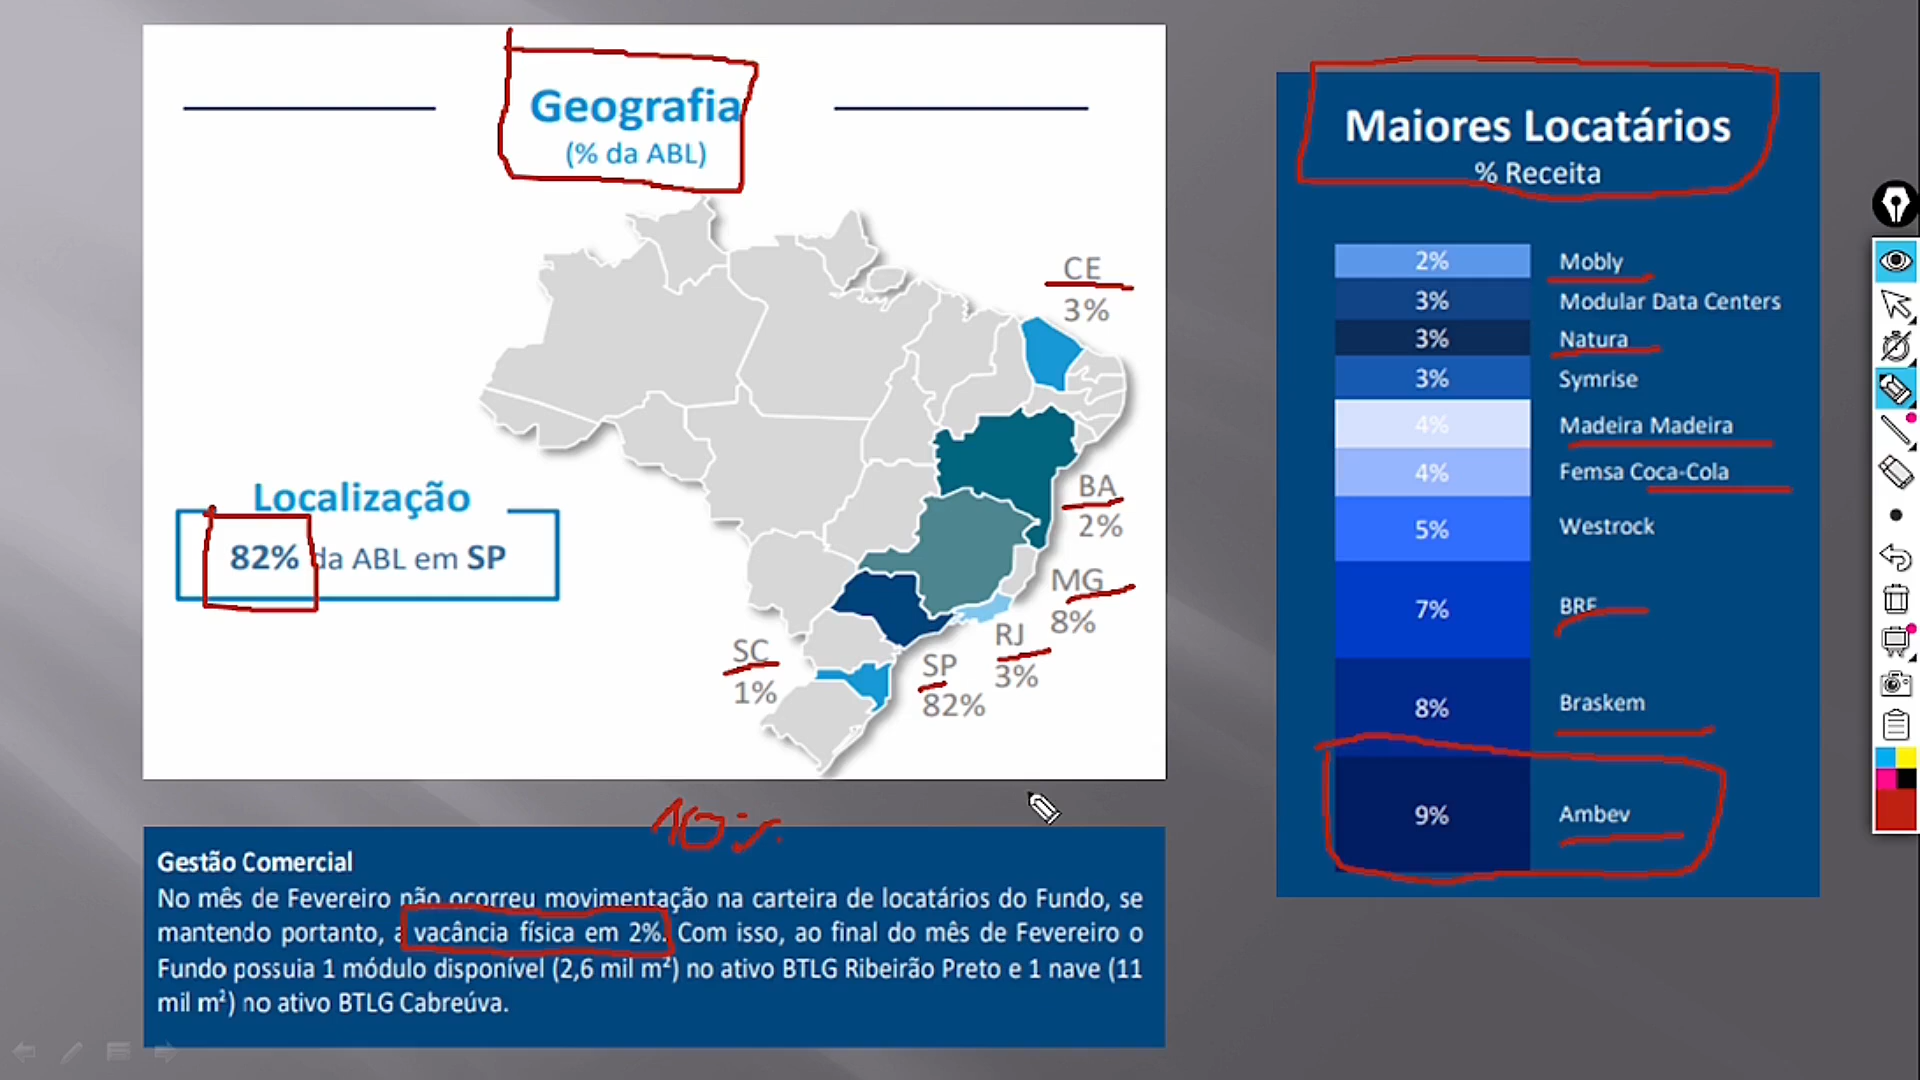 Geografia
(% da ABL)
CE
3%
BA
2%
MG
8%
RJ
3%
SP
82%
SC
1%
Localização
82% da ABL em SP
10%
Gestão Comercial
No mês de Fevereiro não ocorreu movimentação na carteira de locatários do Fundo, se
mantendo portanto, a vacância física em 2%. Com isso, ao final do mês de Fevereiro o
Fundo possuia 1 módulo disponível (2,6 mil m²) no ativo BTLG Ribeirão Preto e 1 nave (11
mil m²) no ativo BTLG Cabreúva.
Maiores Locatários
% Receita
2% Mobly
3% Modular Data Centers
3% Natura
3% Symrise
4% Madeira Madeira
4% Femsa Coca-Cola
5% Westrock
7% BRF
8% Braskem
9% Ambev